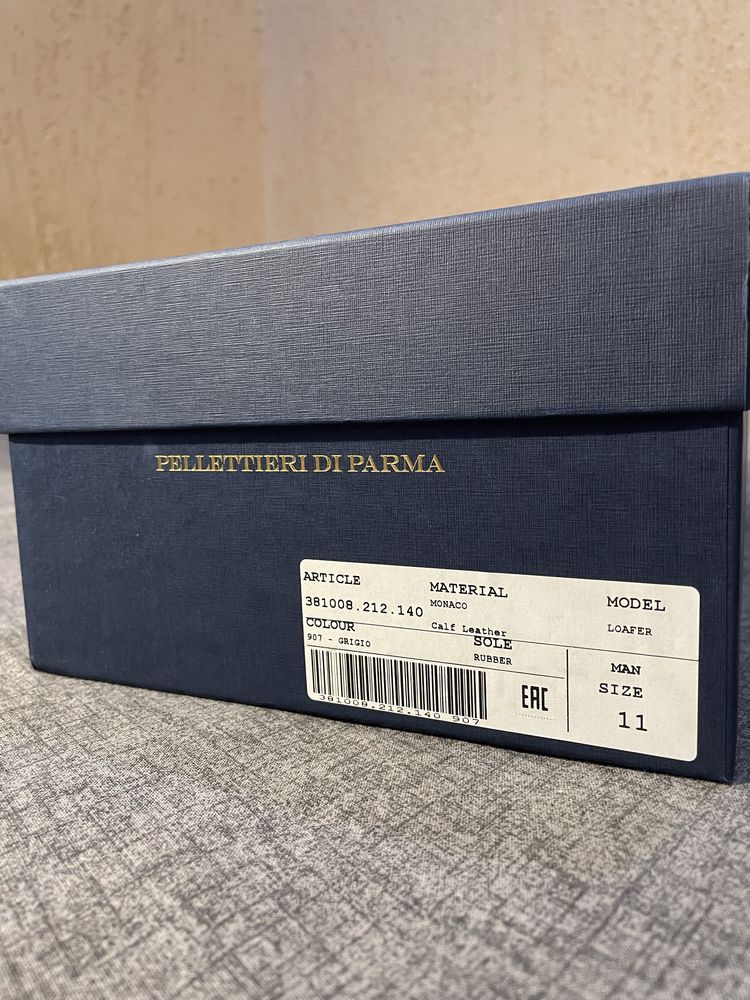 PELLETTIERI DI PARMA
ARTICLE MATERIAL MODEL
381008.212.140 MONACO LOAFER
COLOUR Calf Leather
907 - GRIGIO SOLE
RUBBER
MAN
SIZE
11
EAC
381008.212.140 907